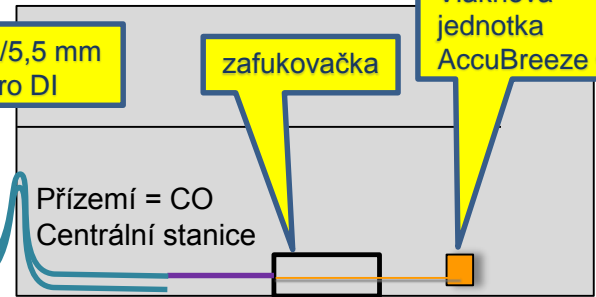 /5,5 mm
ro DI
zafukovačka
jednotka
AccuBreeze
Přízemí = CO
Centrální stanice